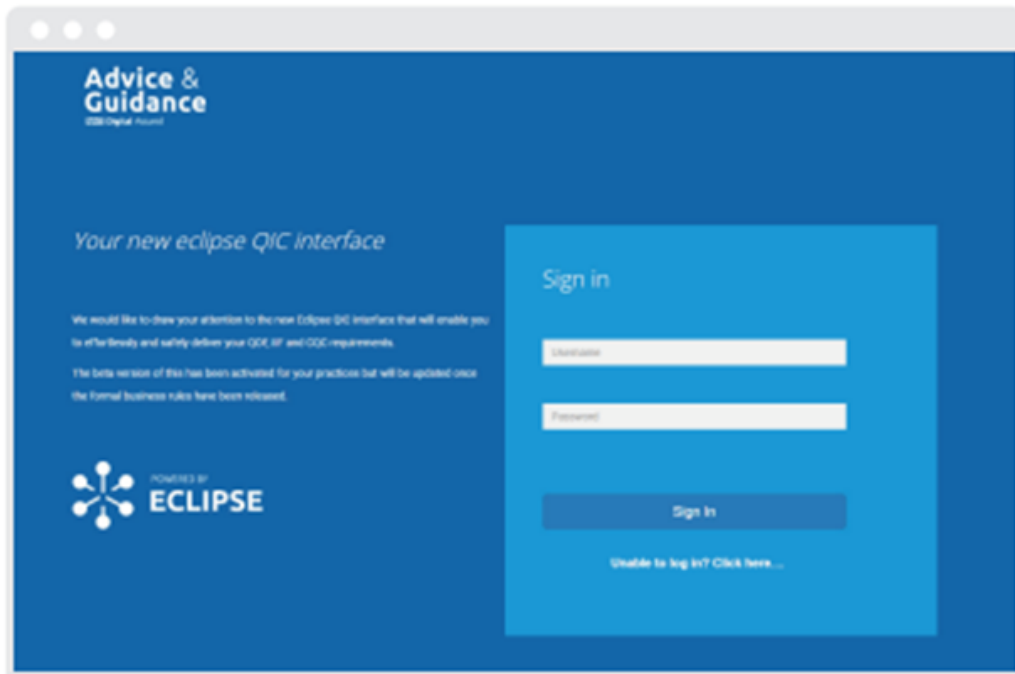 Advice &
Guidance
Digital
Your new eclipse QIC interface
We would like to draw your attention to the new Eclipse QIC interface that will enable you
to effortlessly and safely deliver your QOF, IIF and CQC requirements.
The beta version of this has been activated for your practices but will be updated once
the formal business rules have been released.
POWERED BY
ECLIPSE
Sign in
Username
Password
Sign In
Unable to log in? Click here...